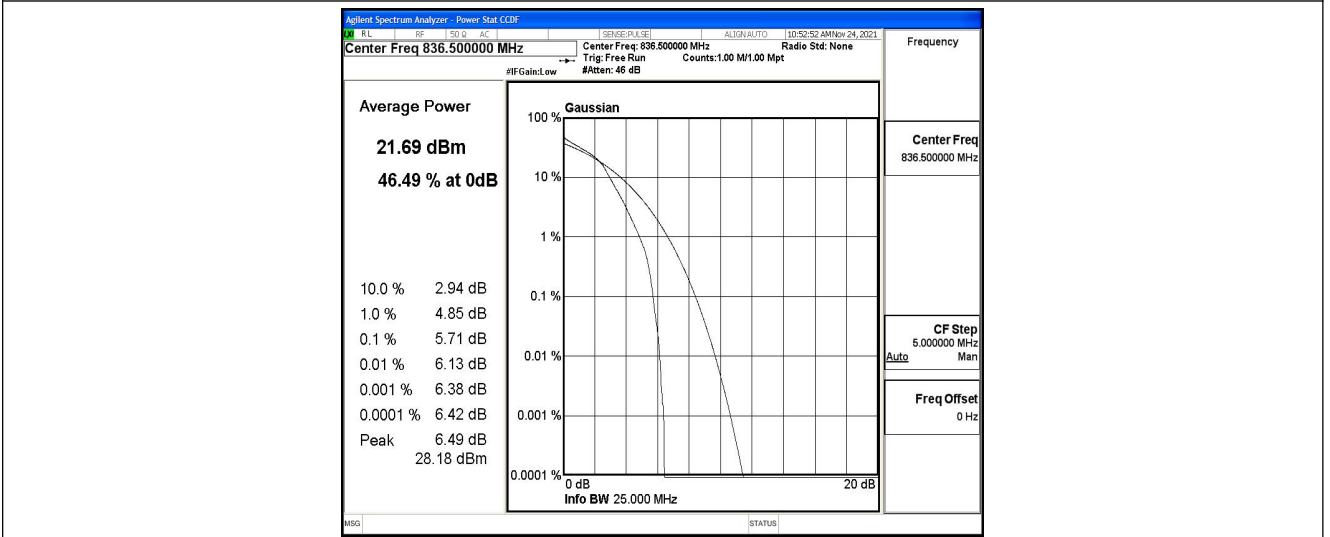 Agilent Spectrum Analyzer - Power Stat CCDF
LXI RL RF 50 Ω AC SENSE:PULSE ALIGN AUTO 10:52:52 AM Nov 24, 2021
Center Freq 836.500000 MHz
Center Freq: 836.500000 MHz Radio Std: None
Trig: Free Run Counts:1.00 M/1.00 Mpt
#IFGain:Low #Atten: 46 dB
Frequency
Average Power
21.69 dBm
46.49 % at 0dB
10.0 % 2.94 dB
1.0 % 4.85 dB
0.1 % 5.71 dB
0.01 % 6.13 dB
0.001 % 6.38 dB
0.0001 % 6.42 dB
Peak 6.49 dB
28.18 dBm
Gaussian
100 %
10 %
1 %
0.1 %
0.01 %
0.001 %
0.0001 %
0 dB 20 dB
Info BW 25.000 MHz
Center Freq
836.500000 MHz
CF Step
5.000000 MHz
Auto Man
Freq Offset
0 Hz
MSG STATUS